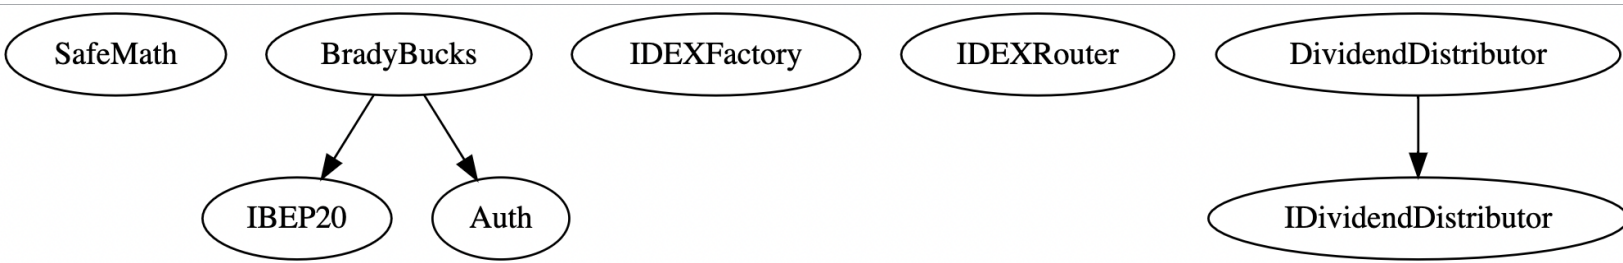 SafeMath
BradyBucks
IDEXFactory
IDEXRouter
DividendDistributor
IBEP20
Auth
IDividendDistributor